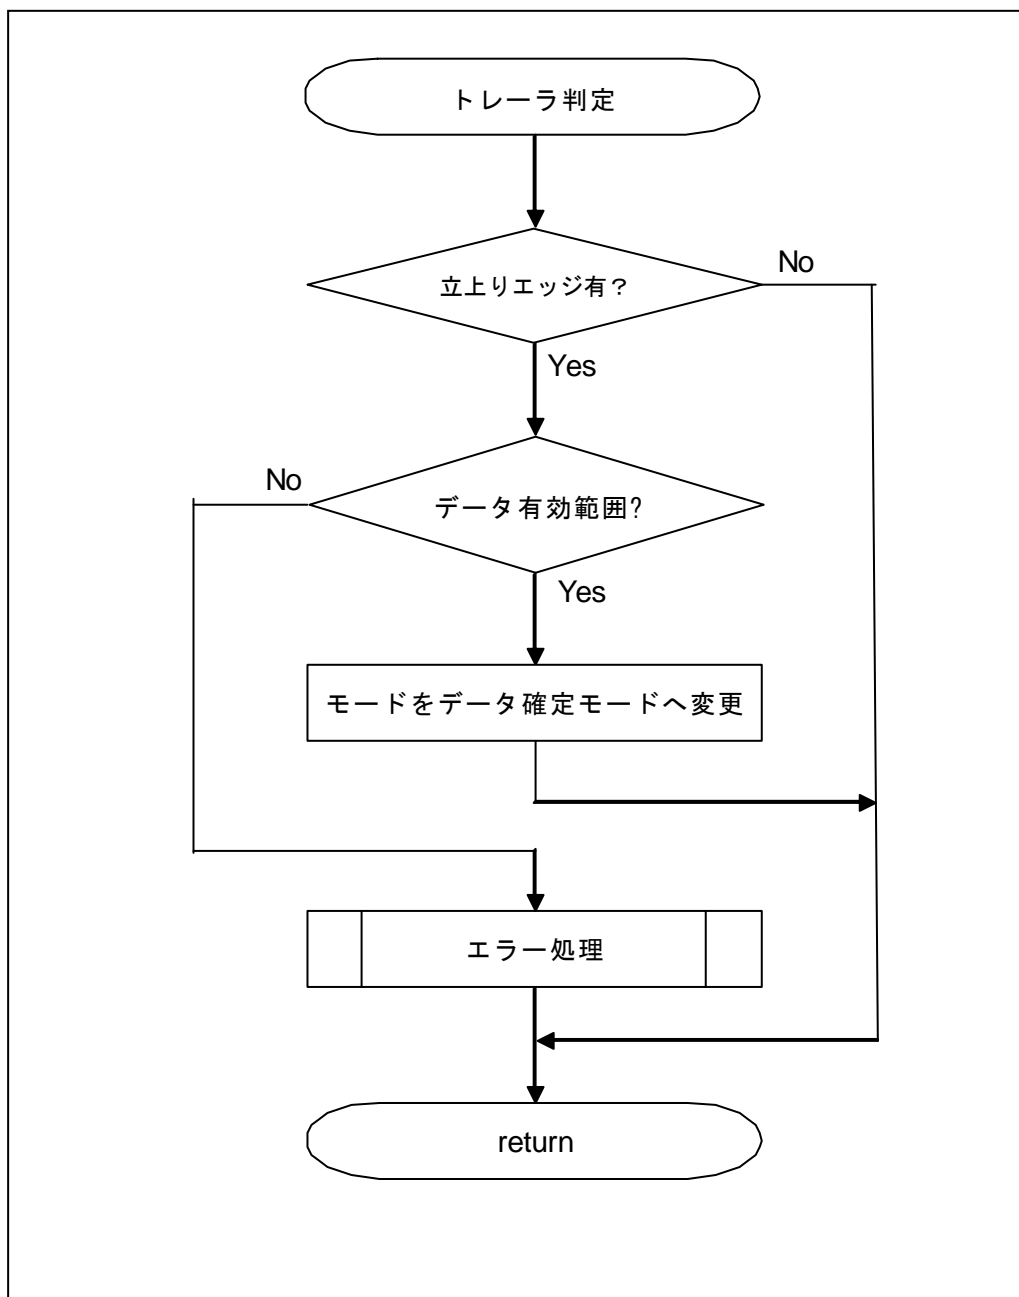 トレーラ判定
立上りエッジ有？
No
Yes
No
データ有効範囲?
Yes
モードをデータ確定モードへ変更
エラー処理
return